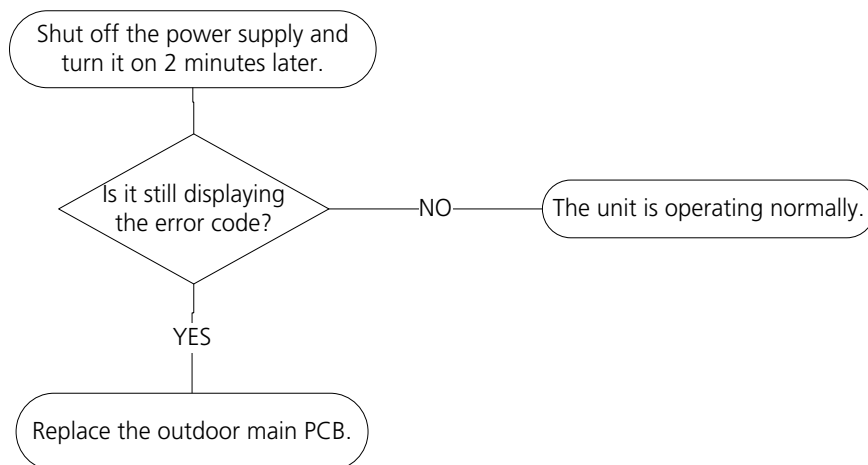 Shut off the power supply and
turn it on 2 minutes later.
Is it still displaying
the error code?
NO
The unit is operating normally.
YES
Replace the outdoor main PCB.